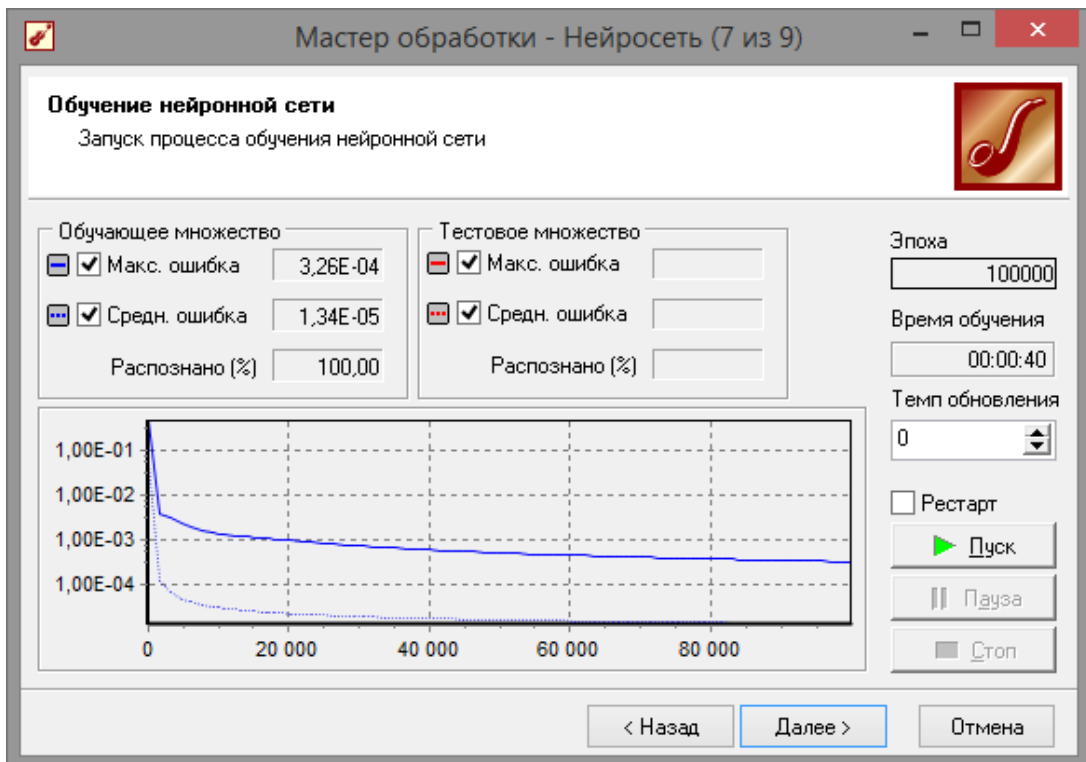 Мастер обработки - Нейросеть (7 из 9)
Обучение нейронной сети
Запуск процесса обучения нейронной сети
Обучающее множество
Макс. ошибка 3,26E-04
Средн. ошибка 1,34E-05
Распознано (%) 100,00
Тестовое множество
Макс. ошибка
Средн. ошибка
Распознано (%)
Эпоха
100000
Время обучения
00:00:40
Темп обновления
0
Рестарт
Пуск
Пауза
Стоп
1,00E-01
1,00E-02
1,00E-03
1,00E-04
0 20 000 40 000 60 000 80 000
< Назад Далее > Отмена